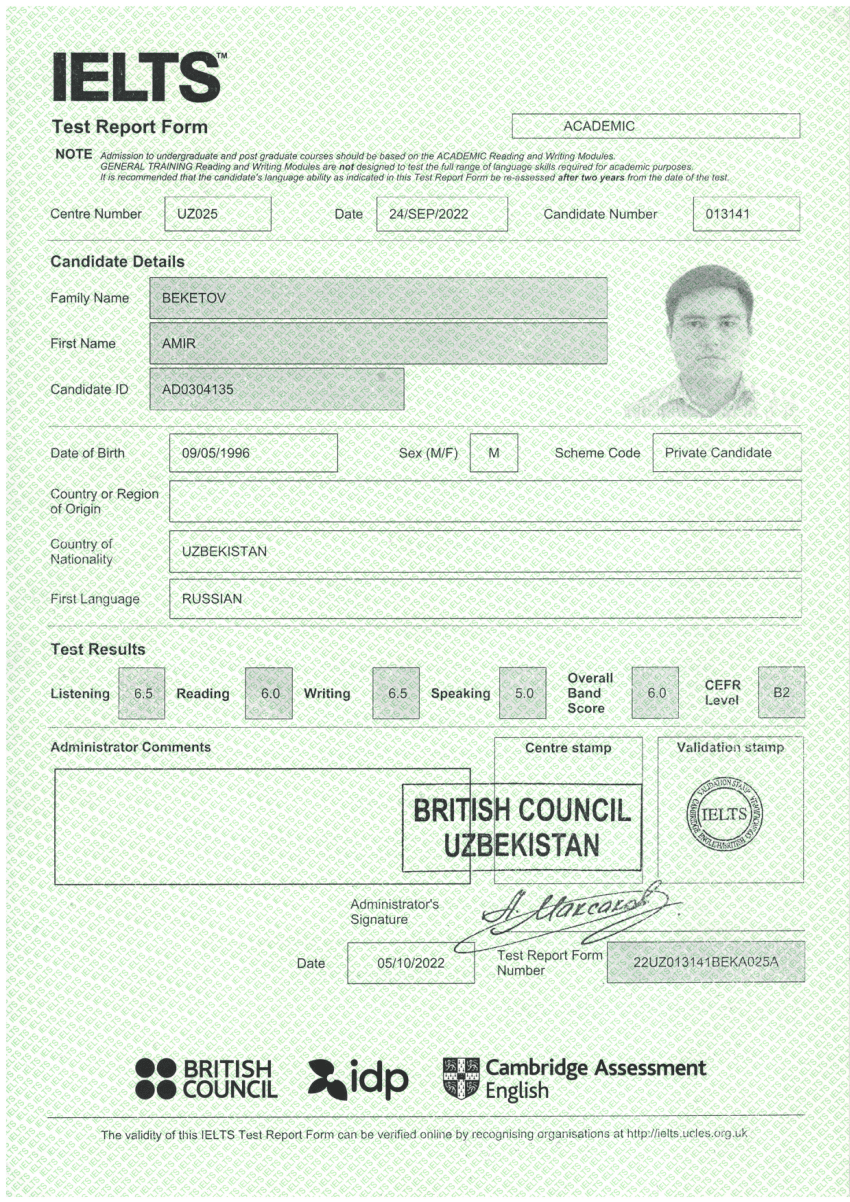 IELTS™
Test Report Form
ACADEMIC
NOTE Admission to undergraduate and post graduate courses should be based on the ACADEMIC Reading and Writing Modules.
GENERAL TRAINING Reading and Writing Modules are not designed to test the full range of language skills required for academic purposes.
It is recommended that the candidate's language ability as indicated in this Test Report Form be re-assessed after two years from the date of the test.
Centre Number UZ025 Date 24/SEP/2022 Candidate Number 013141
Candidate Details
Family Name BEKETOV
First Name AMIR
Candidate ID AD0304135
Date of Birth 09/05/1996 Sex (M/F) M Scheme Code Private Candidate
Country or Region
of Origin
Country of
Nationality
UZBEKISTAN
First Language RUSSIAN
Test Results
Listening 6.5 Reading 6.0 Writing 6.5 Speaking 5.0
Overall
Band
Score
6.0
CEFR
Level
B2
Administrator Comments
Centre stamp
Validation stamp
BRITISH COUNCIL
UZBEKISTAN
VALIDATION STAMP
IELTS
Administrator's
Signature
Date 05/10/2022
Test Report Form
Number
22UZ013141BEKA025A
BRITISH
COUNCIL
idp
Cambridge Assessment
English
The validity of this IELTS Test Report Form can be verified online by recognising organisations at http://ielts.ucles.org.uk